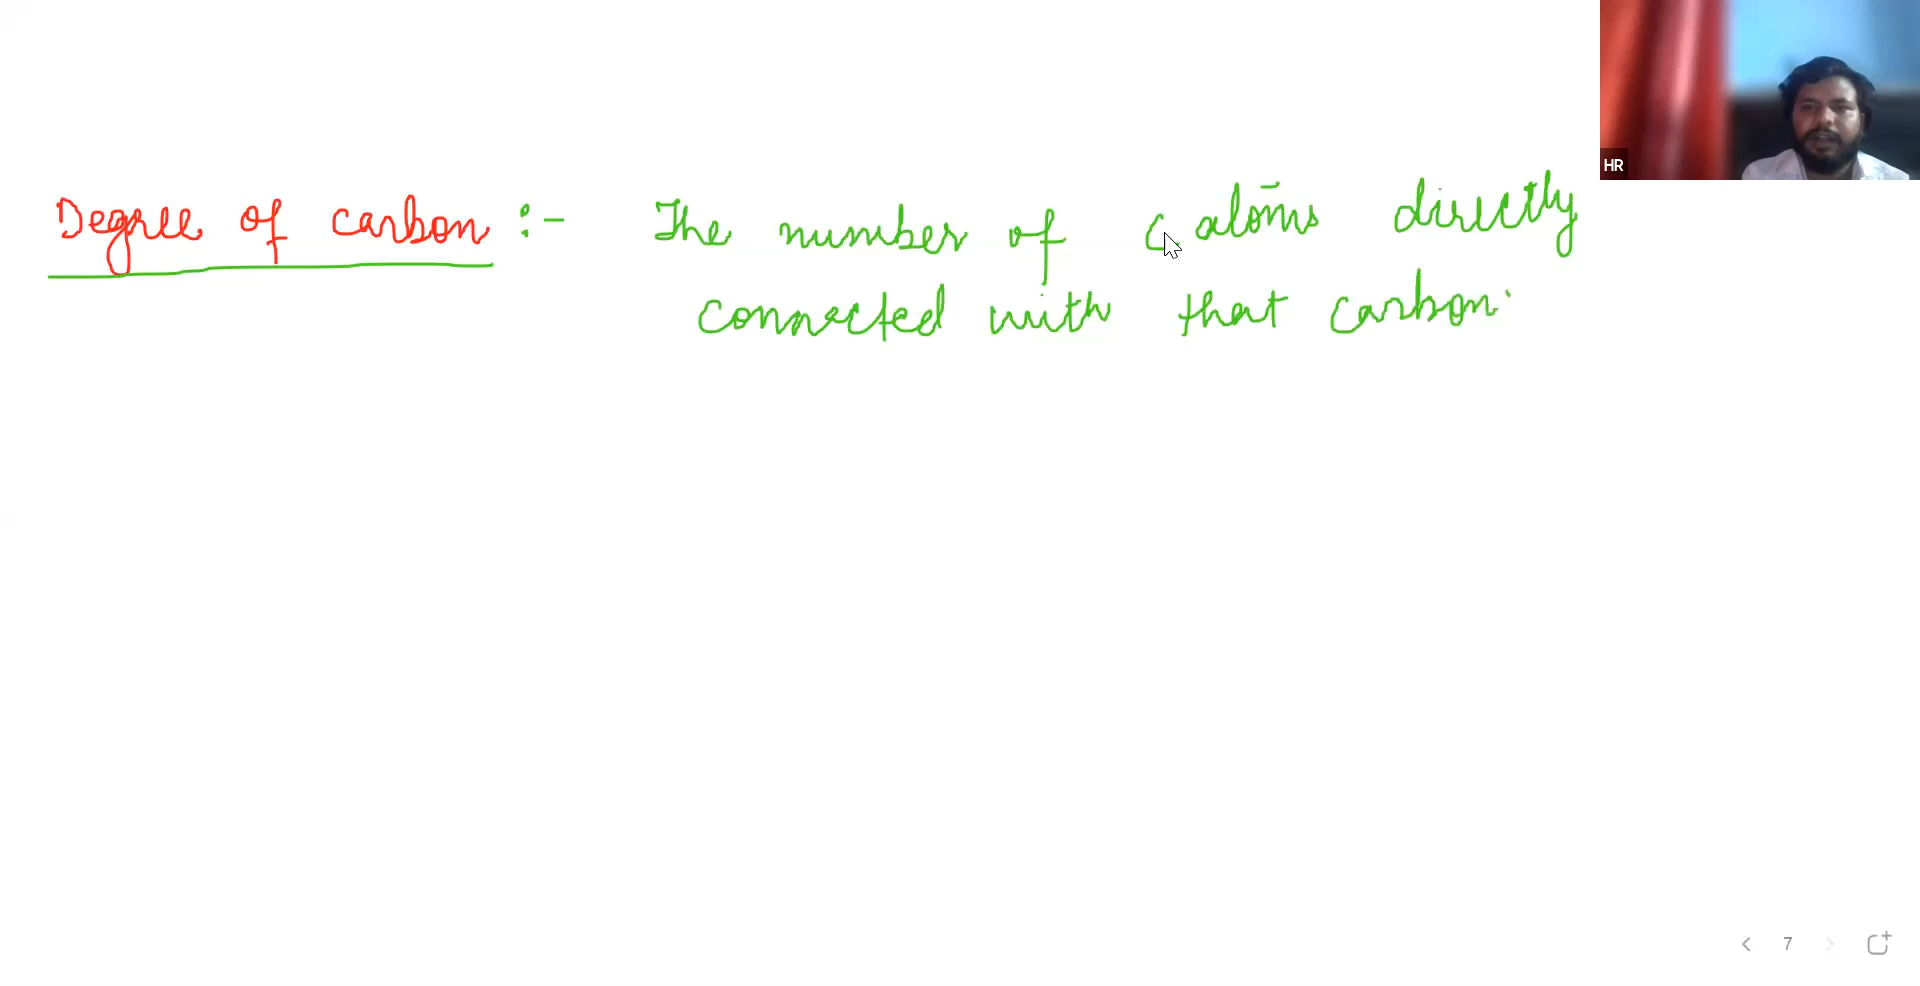 HR
Degree of carbon :- The number of C atoms directly
connected with that carbon.
7